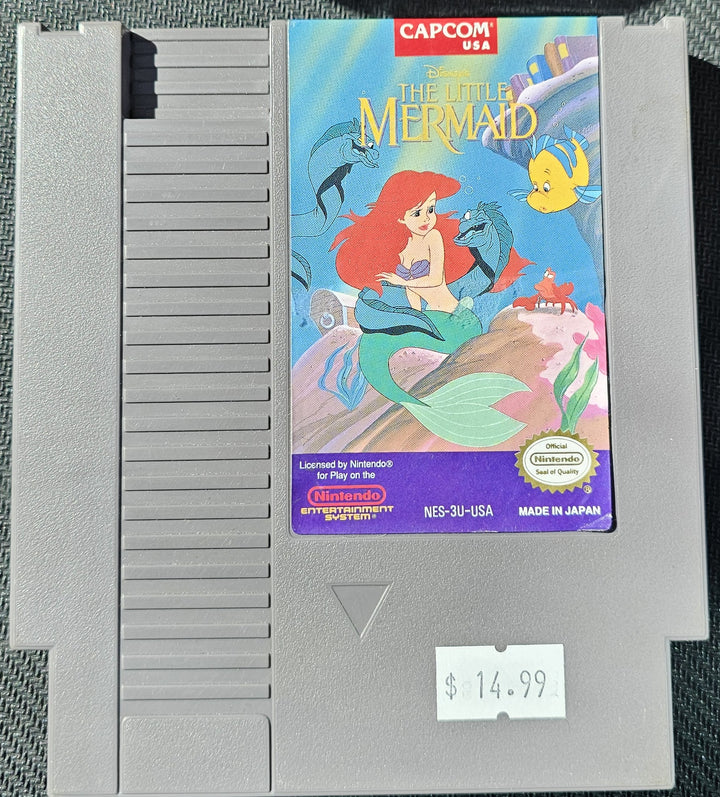 CAPCOM®
USA
Disney's
THE LITTLE
MERMAID
Licensed by Nintendo®
for Play on the
Nintendo
ENTERTAINMENT
SYSTEM®
NES-3U-USA
Official
Nintendo
Seal of Quality
®
MADE IN JAPAN
$ 14.99